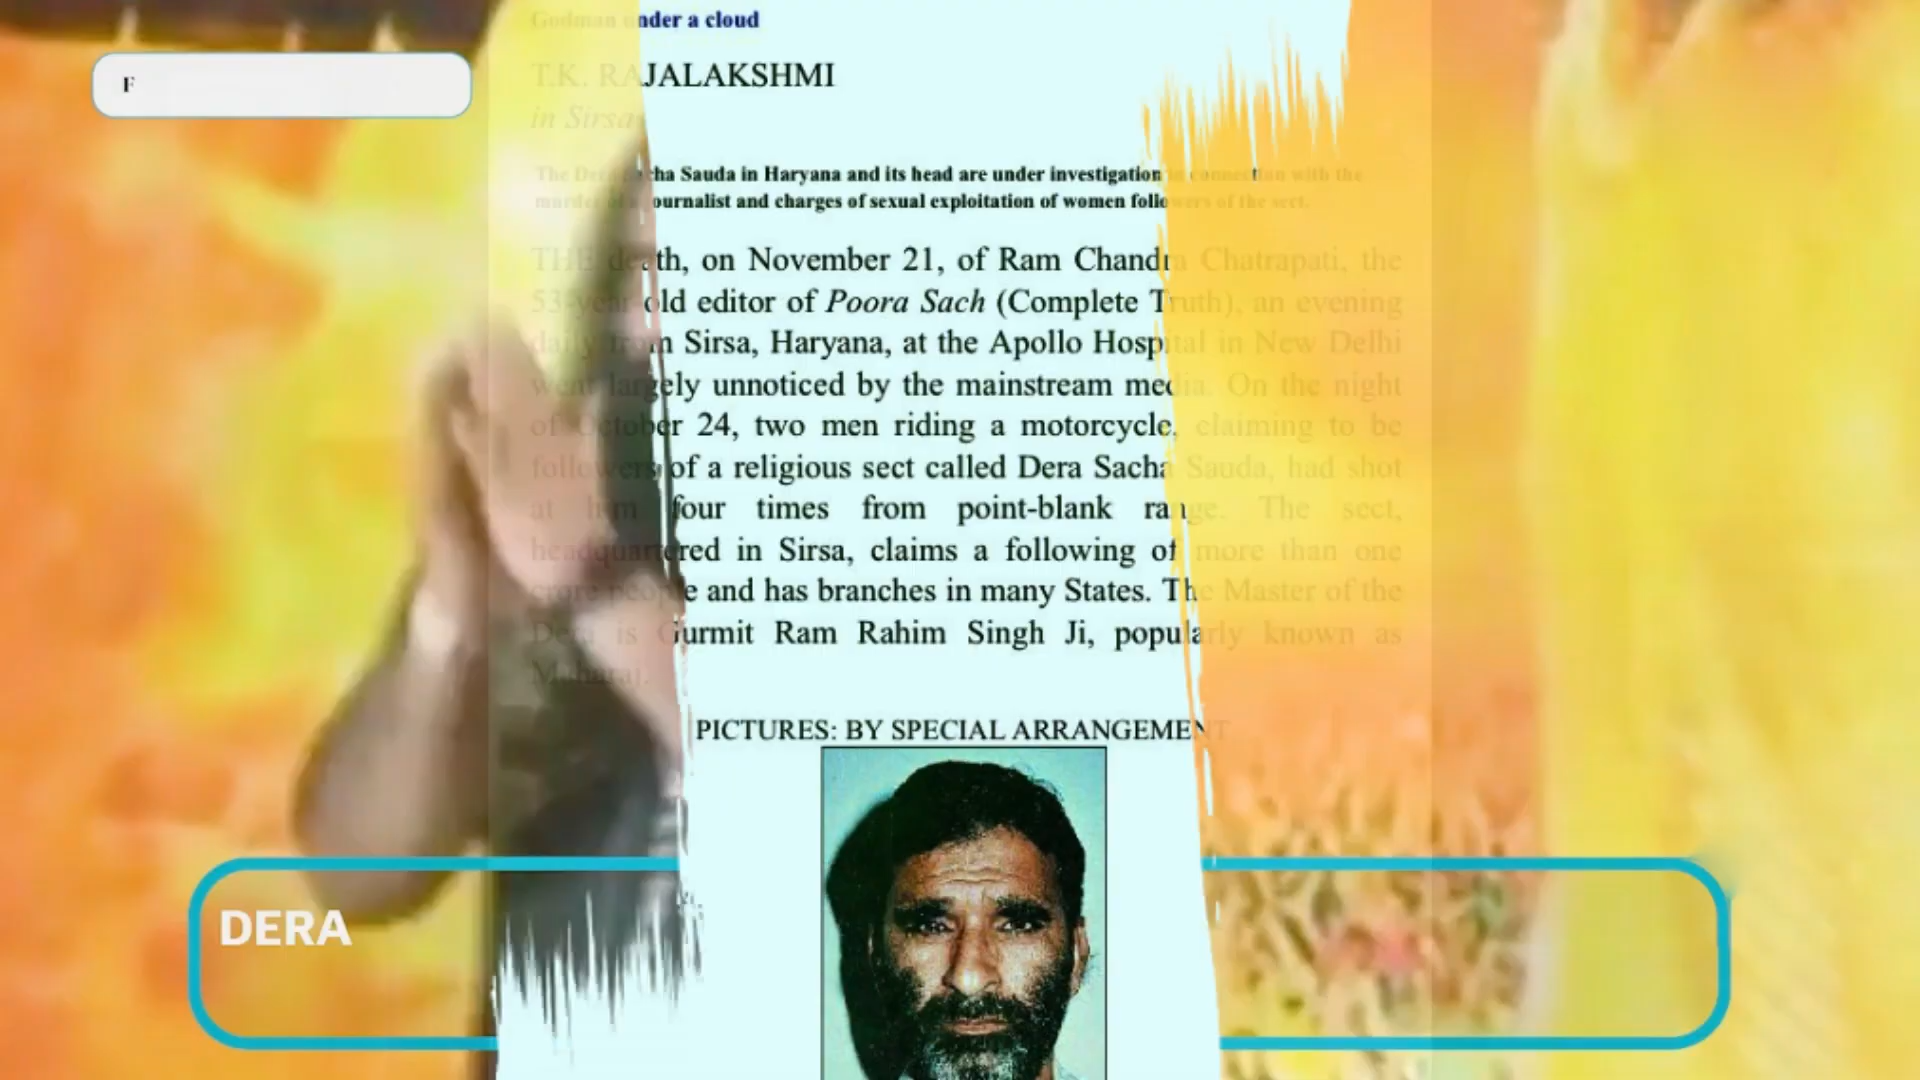 F
Godman under a cloud
T.K. RAJALAKSHMI
in Sirsa
The Dera Sacha Sauda in Haryana and its head are under investigation in connection with the
murder of a journalist and charges of sexual exploitation of women followers of the sect.
THE death, on November 21, of Ram Chandra Chatrapati, the
53-year-old editor of Poora Sach (Complete Truth), an evening
daily from Sirsa, Haryana, at the Apollo Hospital in New Delhi
went largely unnoticed by the mainstream media. On the night
of October 24, two men riding a motorcycle, claiming to be
followers of a religious sect called Dera Sacha Sauda, had shot
at him four times from point-blank range. The sect,
headquartered in Sirsa, claims a following of more than one
crore people and has branches in many States. The Master of the
Dera is Gurmit Ram Rahim Singh Ji, popularly known as
Maharaj.
PICTURES: BY SPECIAL ARRANGEMENT
DERA